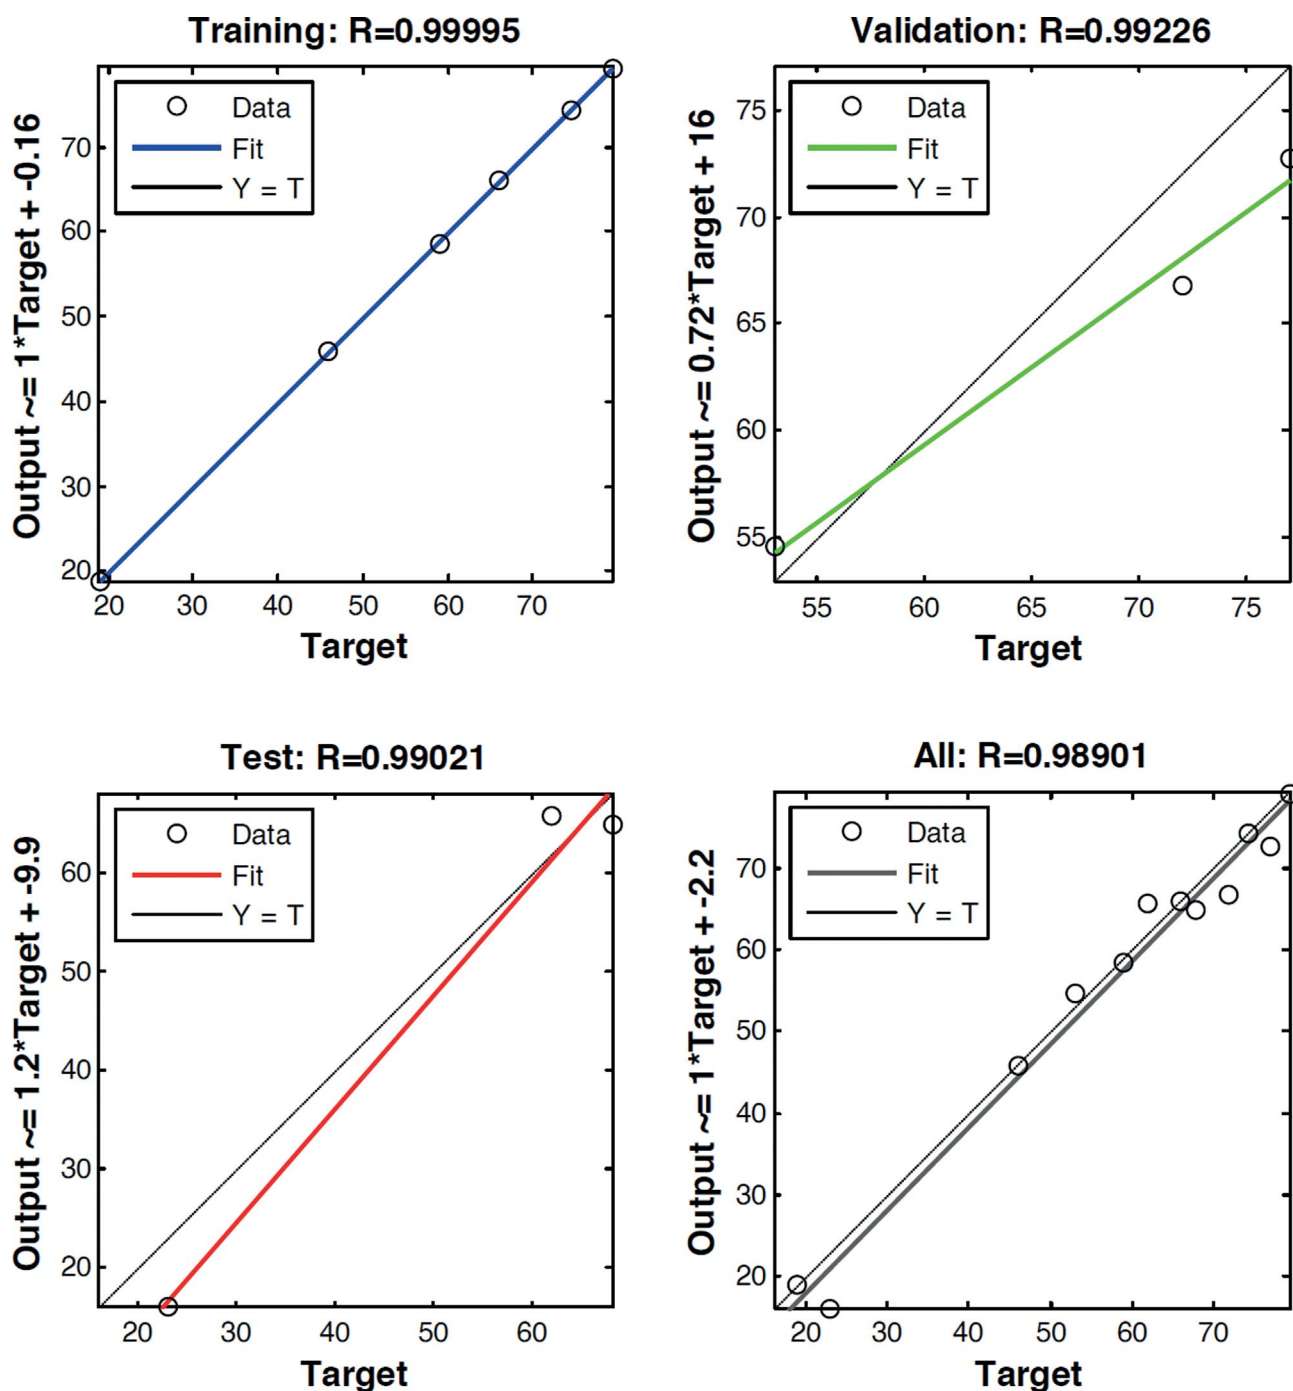 Training: R=0.99995
Output ~= 1*Target + -0.16
Data
Fit
Y = T
70
60
50
40
30
20
20 30 40 50 60 70
Target
Validation: R=0.99226
Output ~= 0.72*Target + 16
Data
Fit
Y = T
75
70
65
60
55
55 60 65 70 75
Target
Test: R=0.99021
Output ~= 1.2*Target + -9.9
Data
Fit
Y = T
60
50
40
30
20
20 30 40 50 60
Target
All: R=0.98901
Output ~= 1*Target + -2.2
Data
Fit
Y = T
70
60
50
40
30
20
20 30 40 50 60 70
Target